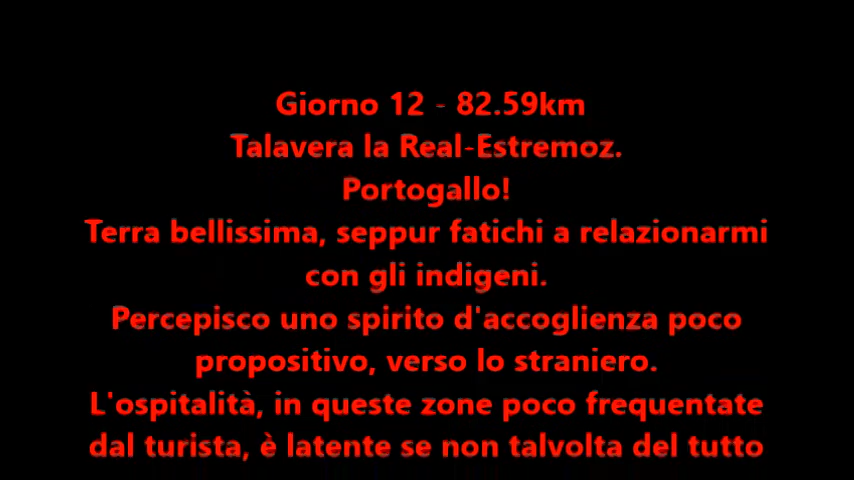 Giorno 12 - 82.59km
Talavera la Real-Estremoz.
Portogallo!
Terra bellissima, seppur fatichi a relazionarmi
con gli indigeni.
Percepisco uno spirito d'accoglienza poco
propositivo, verso lo straniero.
L'ospitalità, in queste zone poco frequentate
dal turista, è latente se non talvolta del tutto